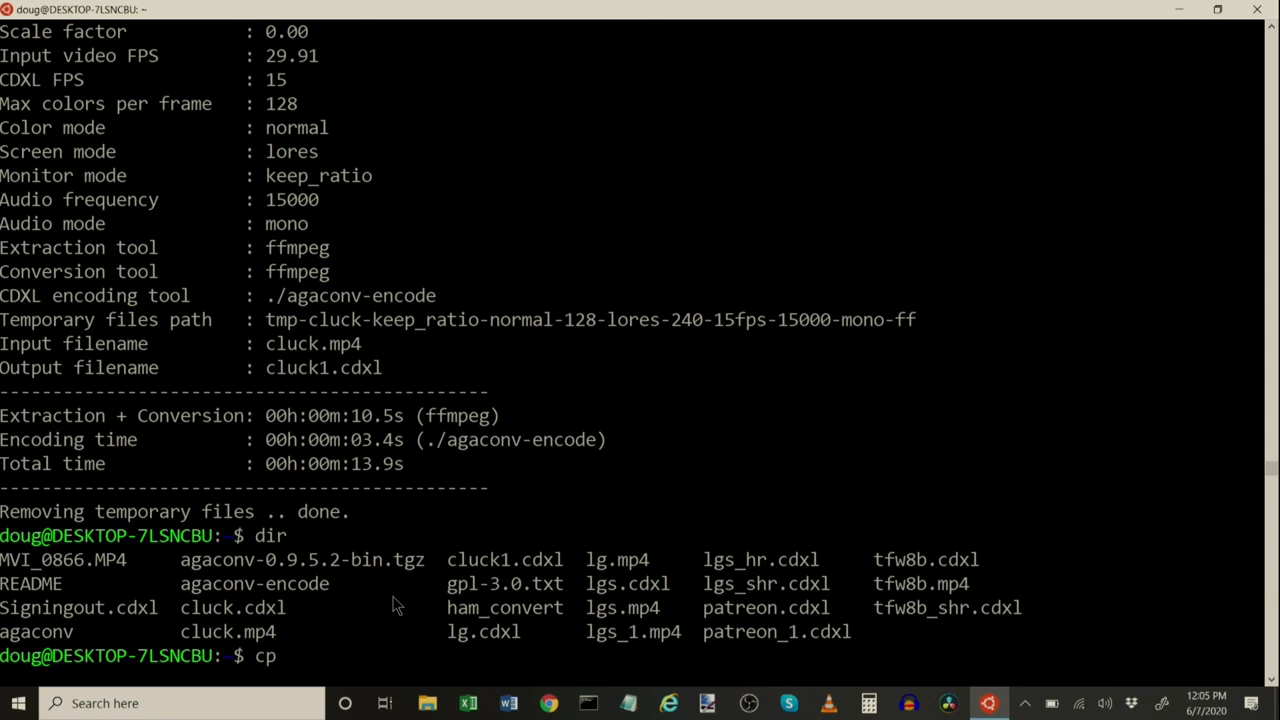 doug@DESKTOP-7LSNCBU: ~
Scale factor : 0.00
Input video FPS : 29.91
CDXL FPS : 15
Max colors per frame : 128
Color mode : normal
Screen mode : lores
Monitor mode : keep_ratio
Audio frequency : 15000
Audio mode : mono
Extraction tool : ffmpeg
Conversion tool : ffmpeg
CDXL encoding tool : ./agaconv-encode
Temporary files path : tmp-cluck-keep_ratio-normal-128-lores-240-15fps-15000-mono-ff
Input filename : cluck.mp4
Output filename : cluck1.cdxl
----------------------------------------------
Extraction + Conversion: 00h:00m:10.5s (ffmpeg)
Encoding time : 00h:00m:03.4s (./agaconv-encode)
Total time : 00h:00m:13.9s
----------------------------------------------
Removing temporary files .. done.
doug@DESKTOP-7LSNCBU:~$ dir
MVI_0866.MP4 agaconv-0.9.5.2-bin.tgz cluck1.cdxl lg.mp4 lgs_hr.cdxl tfw8b.cdxl
README agaconv-encode gpl-3.0.txt lgs.cdxl lgs_shr.cdxl tfw8b.mp4
Signingout.cdxl cluck.cdxl ham_convert lgs.mp4 patreon.cdxl tfw8b_shr.cdxl
agaconv cluck.mp4 lg.cdxl lgs_1.mp4 patreon_1.cdxl
doug@DESKTOP-7LSNCBU:~$ cp
Search here
12:05 PM
6/7/2020